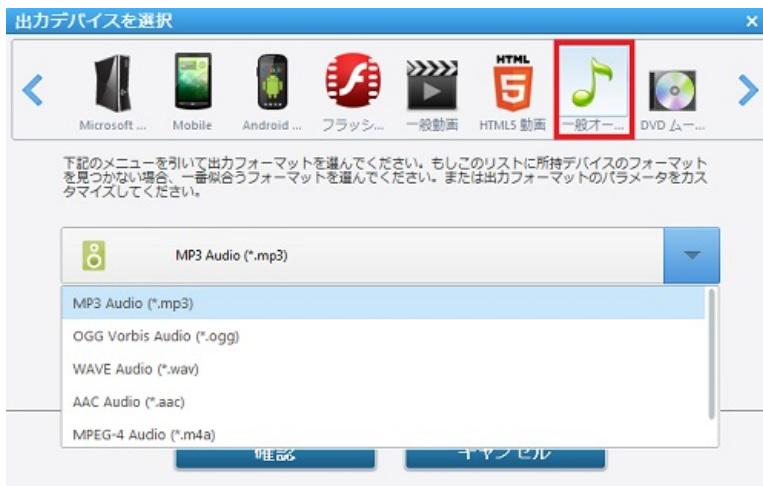 出力デバイスを選択
Microsoft ...
Mobile
Android ...
フラッシ...
一般動画
HTML
5
HTML5 動画
一般オー...
DVD ムー...
下記のメニューを引いて出力フォーマットを選んでください。もしこのリストに所持デバイスのフォーマット
を見つかない場合、一番似合うフォーマットを選んでください。または出力フォーマットのパラメータをカス
タマイズしてください。
MP3 Audio (*.mp3)
MP3 Audio (*.mp3)
OGG Vorbis Audio (*.ogg)
WAVE Audio (*.wav)
AAC Audio (*.aac)
MPEG-4 Audio (*.m4a)
確認
キャンセル